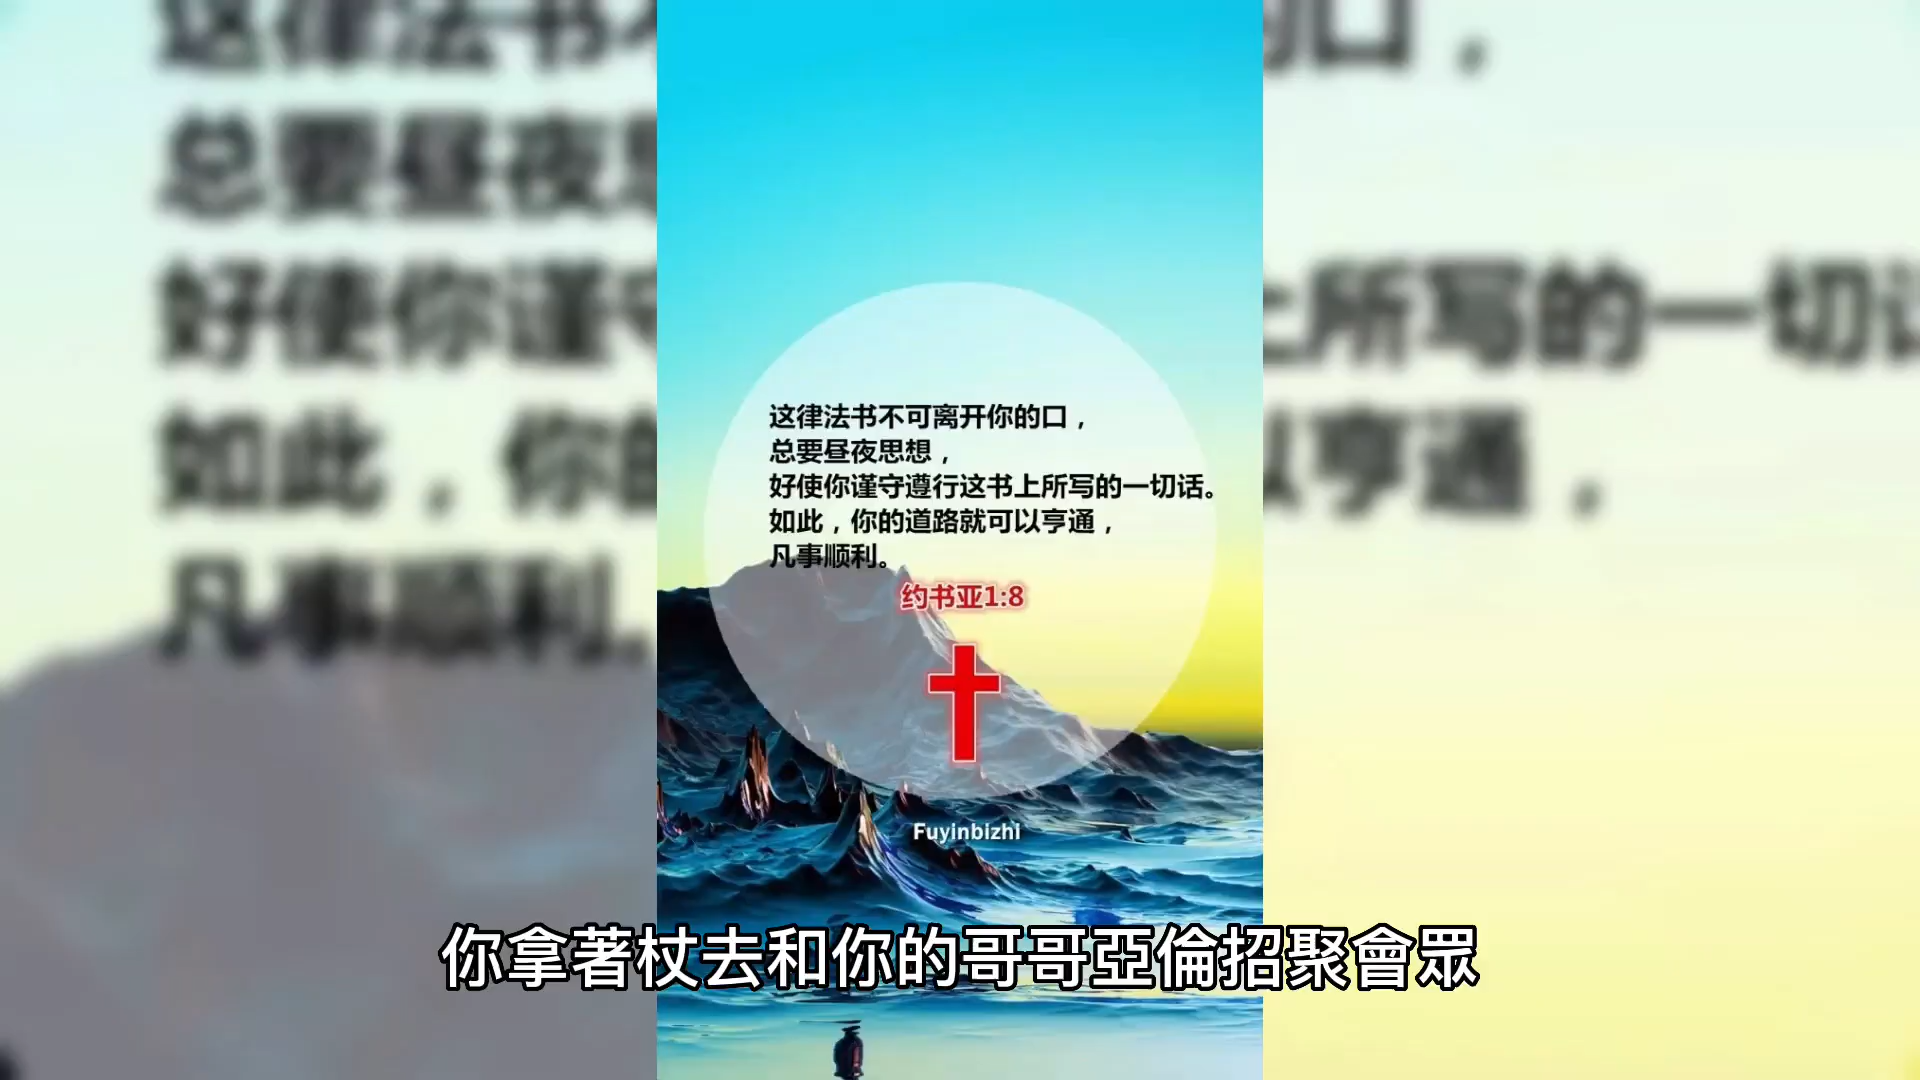 这律法书不可离开你的口，
总要昼夜思想，
好使你谨守遵行这书上所写的一切话。
如此，你的道路就可以亨通，
凡事顺利。
约书亚1:8
Fuyinbizhi
你拿著杖去和你的哥哥亞倫招聚會眾